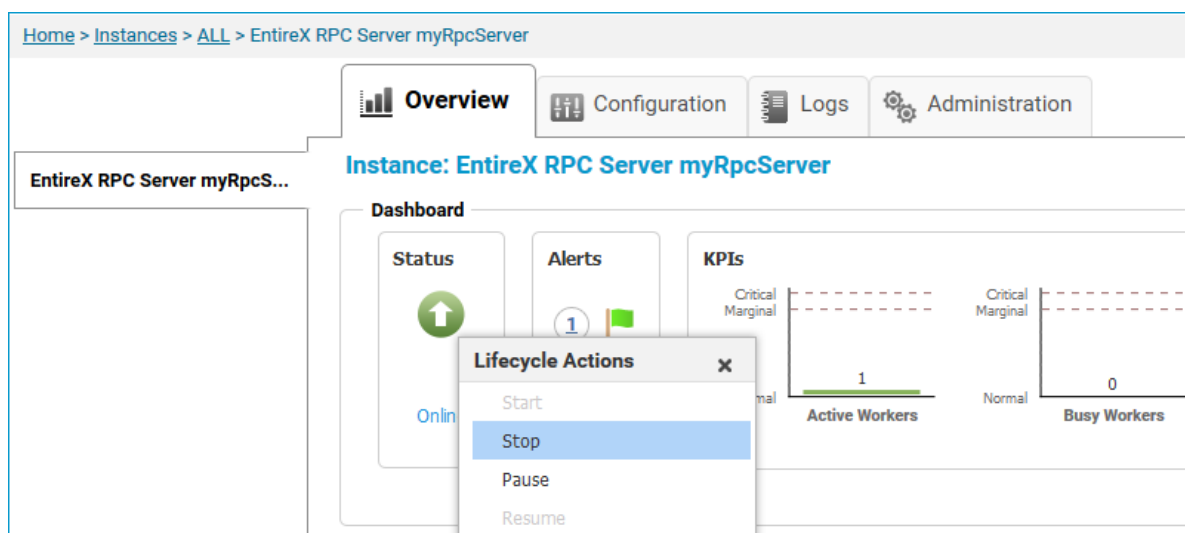 Home > Instances > ALL > EntireX RPC Server myRpcServer
Overview
Configuration
Logs
Administration
EntireX RPC Server myRpcS...
Instance: EntireX RPC Server myRpcServer
Dashboard
Status
Alerts
KPIs
1
Onlin
Critical
Marginal
mal
1
Active Workers
Critical
Marginal
Normal
0
Busy Workers
Lifecycle Actions
Start
Stop
Pause
Resume